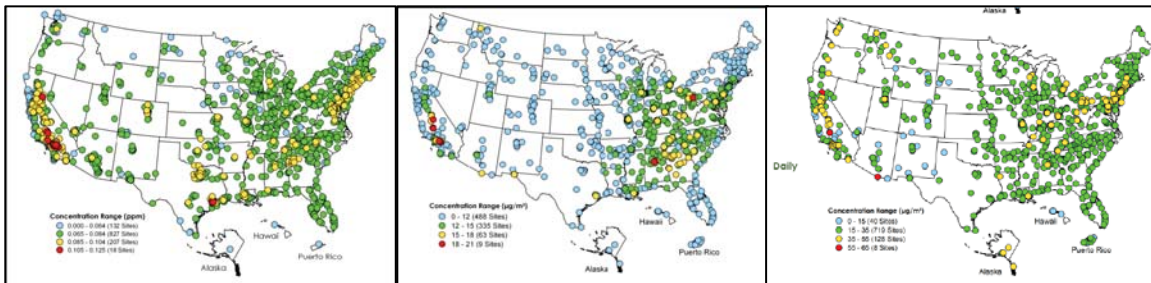 Concentration Range (ppm)
0.000 - 0.064 (132 Sites)
0.065 - 0.084 (627 Sites)
0.085 - 0.104 (207 Sites)
0.105 - 0.125 (18 Sites)
Hawaii
Puerto Rico
Alaska
Concentration Range (µg/m³)
0 - 12 (488 Sites)
12 - 15 (335 Sites)
15 - 18 (63 Sites)
18 - 21 (9 Sites)
Hawaii
Puerto Rico
Alaska
Alaska
Daily
Concentration Range (µg/m³)
0 - 15 (40 Sites)
15 - 35 (719 Sites)
35 - 55 (128 Sites)
55 - 65 (8 Sites)
Hawaii
Puerto Rico
Alaska